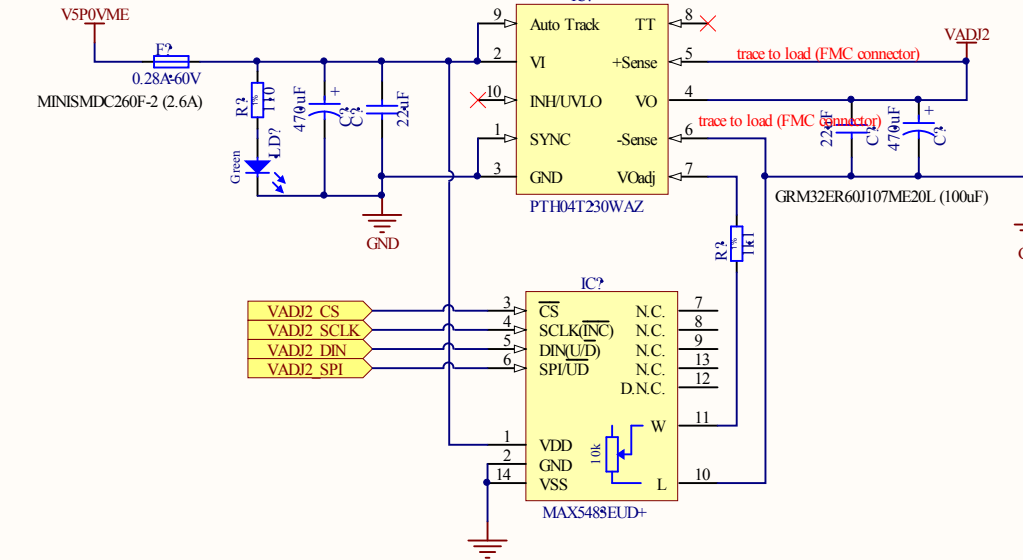 V5P0VME
F?
0.28A-60V
MINISMDC260F-2 (2.6A)
R?
1%
110
LD?
Green
470uF
+
C?
C?
22uF
GND
9
2
10
1
3
Auto Track
VI
INH/UVLO
SYNC
GND
TT
+Sense
VO
-Sense
VOadj
8
5
4
6
7
PTH04T230WAZ
trace to load (FMC connector)
VADJ2
trace to load (FMC connector)
22uF
C?
470uF
+
C?
GRM32ER60J107ME20L (100uF)
R?
1%
1k1
IC?
VADJ2_CS
VADJ2_SCLK
VADJ2_DIN
VADJ2_SPI
3
4
5
6
1
2
14
CS
SCLK(INC)
DIN(U/D)
SPI/UD
VDD
GND
VSS
N.C.
N.C.
N.C.
N.C.
D.N.C.
W
L
10k
7
8
9
13
12
11
10
MAX5483EUD+